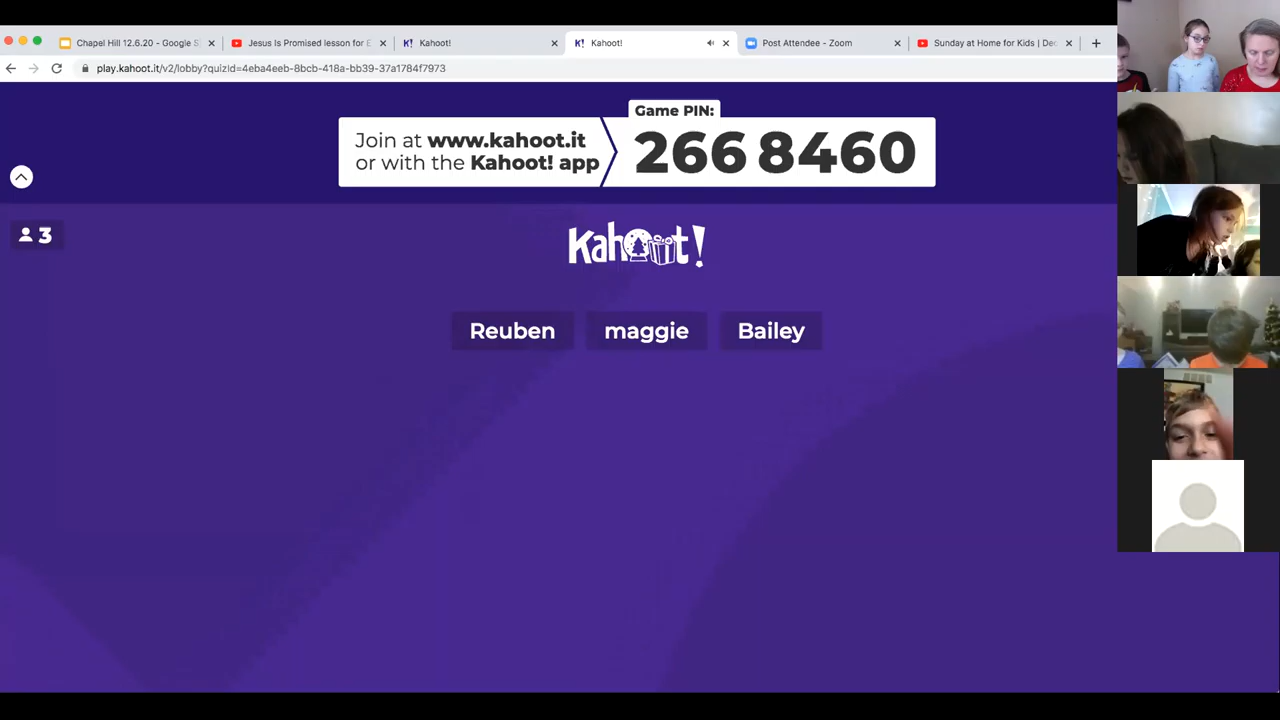 Chapel Hill 12.6.20 - Google S
Jesus Is Promised lesson for E
Kahoot!
Kahoot!
Post Attendee - Zoom
Sunday at Home for Kids | Dec
play.kahoot.it/v2/lobby?quizId=4eba4eeb-8bcb-418a-bb39-37a1784f7973
Game PIN:
Join at www.kahoot.it
or with the Kahoot! app
266 8460
3
Kahoot!
Reuben maggie Bailey